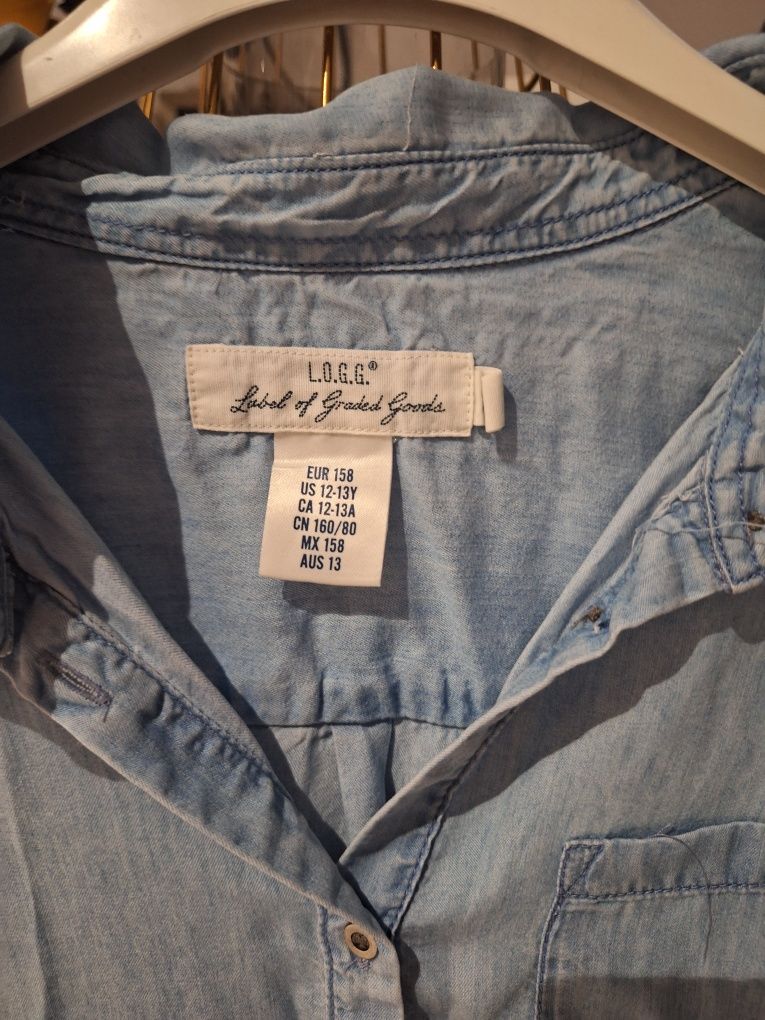 L.O.G.G.®
Label of Graded Goods
EUR 158
US 12-13Y
CA 12-13A
CN 160/80
MX 158
AUS 13